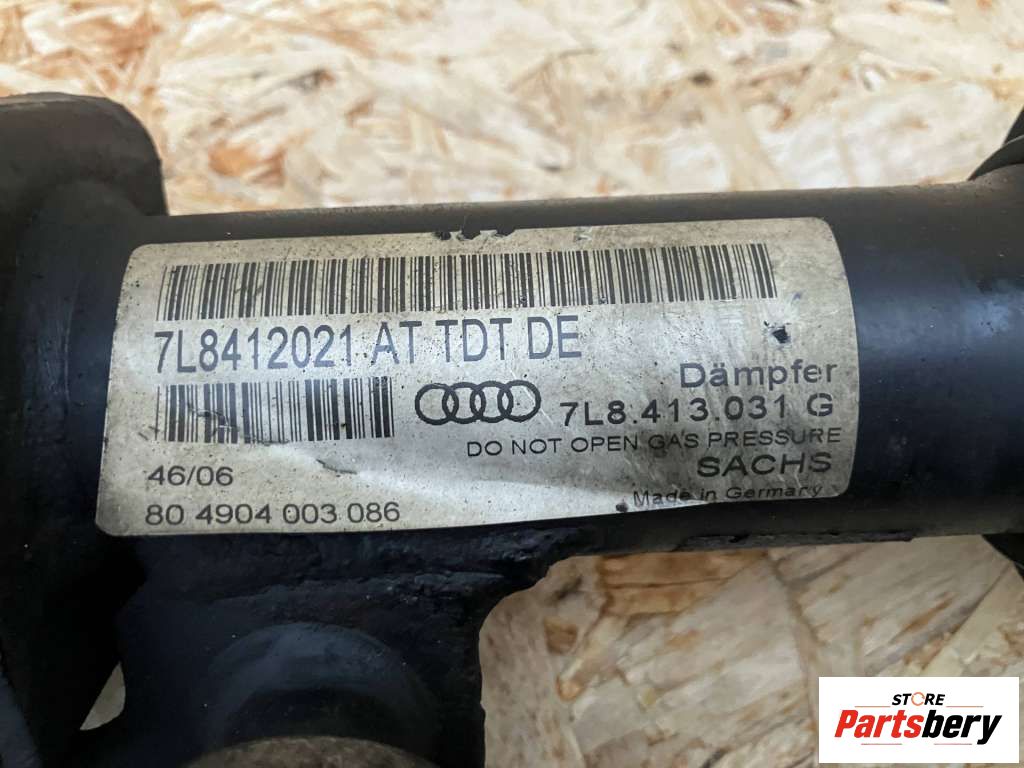 7L8412021 AT TDT DE
Dämpfer
7L8.413.031 G
DO NOT OPEN GAS PRESSURE
46/06
SACHS
Made in Germany
80 4904 003 086
STORE
Partsbery